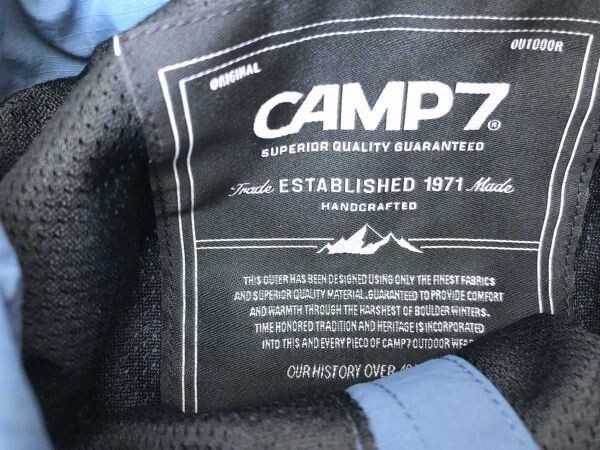 ORIGINAL
OUTDOOR
CAMP7®
SUPERIOR QUALITY GUARANTEED
Trade ESTABLISHED 1971 Made
HANDCRAFTED
THIS OUTER HAS BEEN DESIGNED USING ONLY THE FINEST FABRICS
AND SUPERIOR QUALITY MATERIAL.GUARANTEED TO PROVIDE COMFORT
AND WARMTH THROUGH THE HARSHEST OF BOULDER WINTERS.
TIME HONORED TRADITION AND HERITAGE IS INCORPORATED
INTO THIS AND EVERY PIECE OF CAMP7 OUTDOOR WEAR
OUR HISTORY OVER